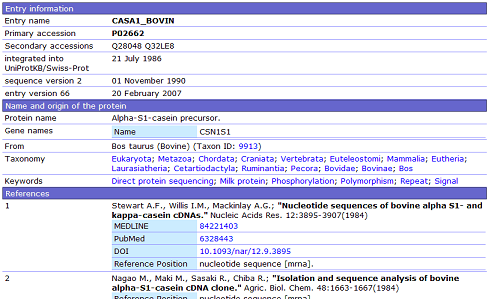 Entry information
Entry name CASA1_BOVIN
Primary accession P02662
Secondary accessions Q28048 Q32LE8
integrated into UniProtKB/Swiss-Prot 21 July 1986
sequence version 2 01 November 1990
entry version 66 20 February 2007
Name and origin of the protein
Protein name Alpha-S1-casein precursor.
Gene names Name CSN1S1
From Bos taurus (Bovine) (Taxon ID: 9913)
Taxonomy Eukaryota; Metazoa; Chordata; Craniata; Vertebrata; Euteleostomi; Mammalia; Eutheria;
Laurasiatheria; Cetartiodactyla; Ruminantia; Pecora; Bovidae; Bovinae; Bos
Keywords Direct protein sequencing; Milk protein; Phosphorylation; Polymorphism; Repeat; Signal
References
1 Stewart A.F., Willis I.M., Mackinlay A.G.; "Nucleotide sequences of bovine alpha S1- and
kappa-casein cDNAs." Nucleic Acids Res. 12:3895-3907(1984)
MEDLINE 84221403
PubMed 6328443
DOI 10.1093/nar/12.9.3895
Reference Position nucleotide sequence [mrna].
2 Nagao M., Maki M., Sasaki R., Chiba R.; "Isolation and sequence analysis of bovine
alpha-S1-casein cDNA clone." Agric. Biol. Chem. 48:1663-1667(1984)
Reference Position nucleotide sequence [mrna].